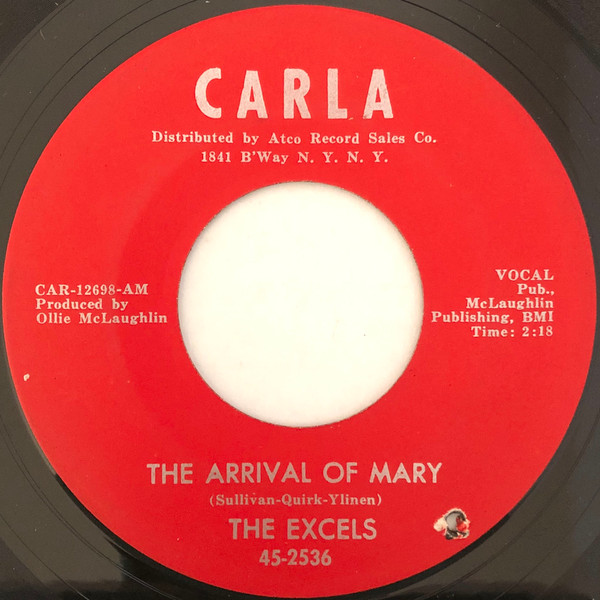 CARLA
Distributed by Atco Record Sales Co.
1841 B'Way N. Y. N. Y.
CAR-12698-AM
Produced by
Ollie McLaughlin
VOCAL
Pub.,
McLaughlin
Publishing, BMI
Time: 2:18
THE ARRIVAL OF MARY
(Sullivan-Quirk-Ylinen)
THE EXCELS
45-2536